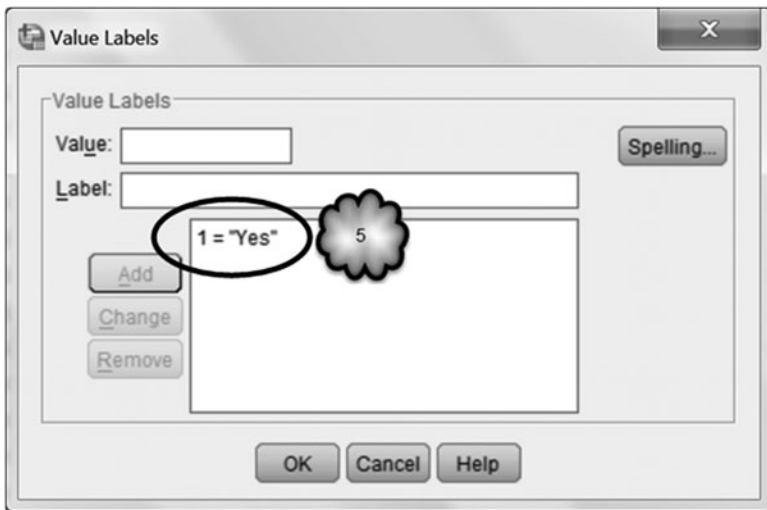 Value Labels
X
Value Labels
Value:
Spelling...
Label:
1 = "Yes"
5
Add
Change
Remove
OK
Cancel
Help